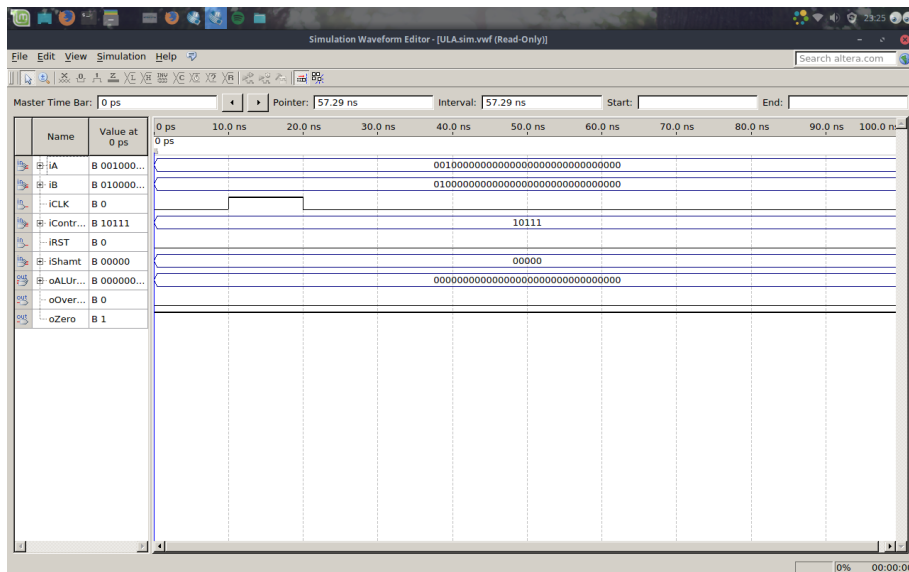 23:25
Simulation Waveform Editor - [ULA.sim.vwf (Read-Only)]
File Edit View Simulation Help
Search altera.com
Master Time Bar: 0 ps Pointer: 57.29 ns Interval: 57.29 ns Start: End:
Name Value at 0 ps
0 ps 10.0 ns 20.0 ns 30.0 ns 40.0 ns 50.0 ns 60.0 ns 70.0 ns 80.0 ns 90.0 ns 100.0 ns
0 ps
iA B 001000... 00100000000000000000000000000000
iB B 010000... 01000000000000000000000000000000
iCLK B 0
iContr... B 10111 10111
iRST B 0
iShamt B 00000 00000
oALUr... B 000000... 00000000000000000000000000000000
oOver... B 0
oZero B 1
0% 00:00:0